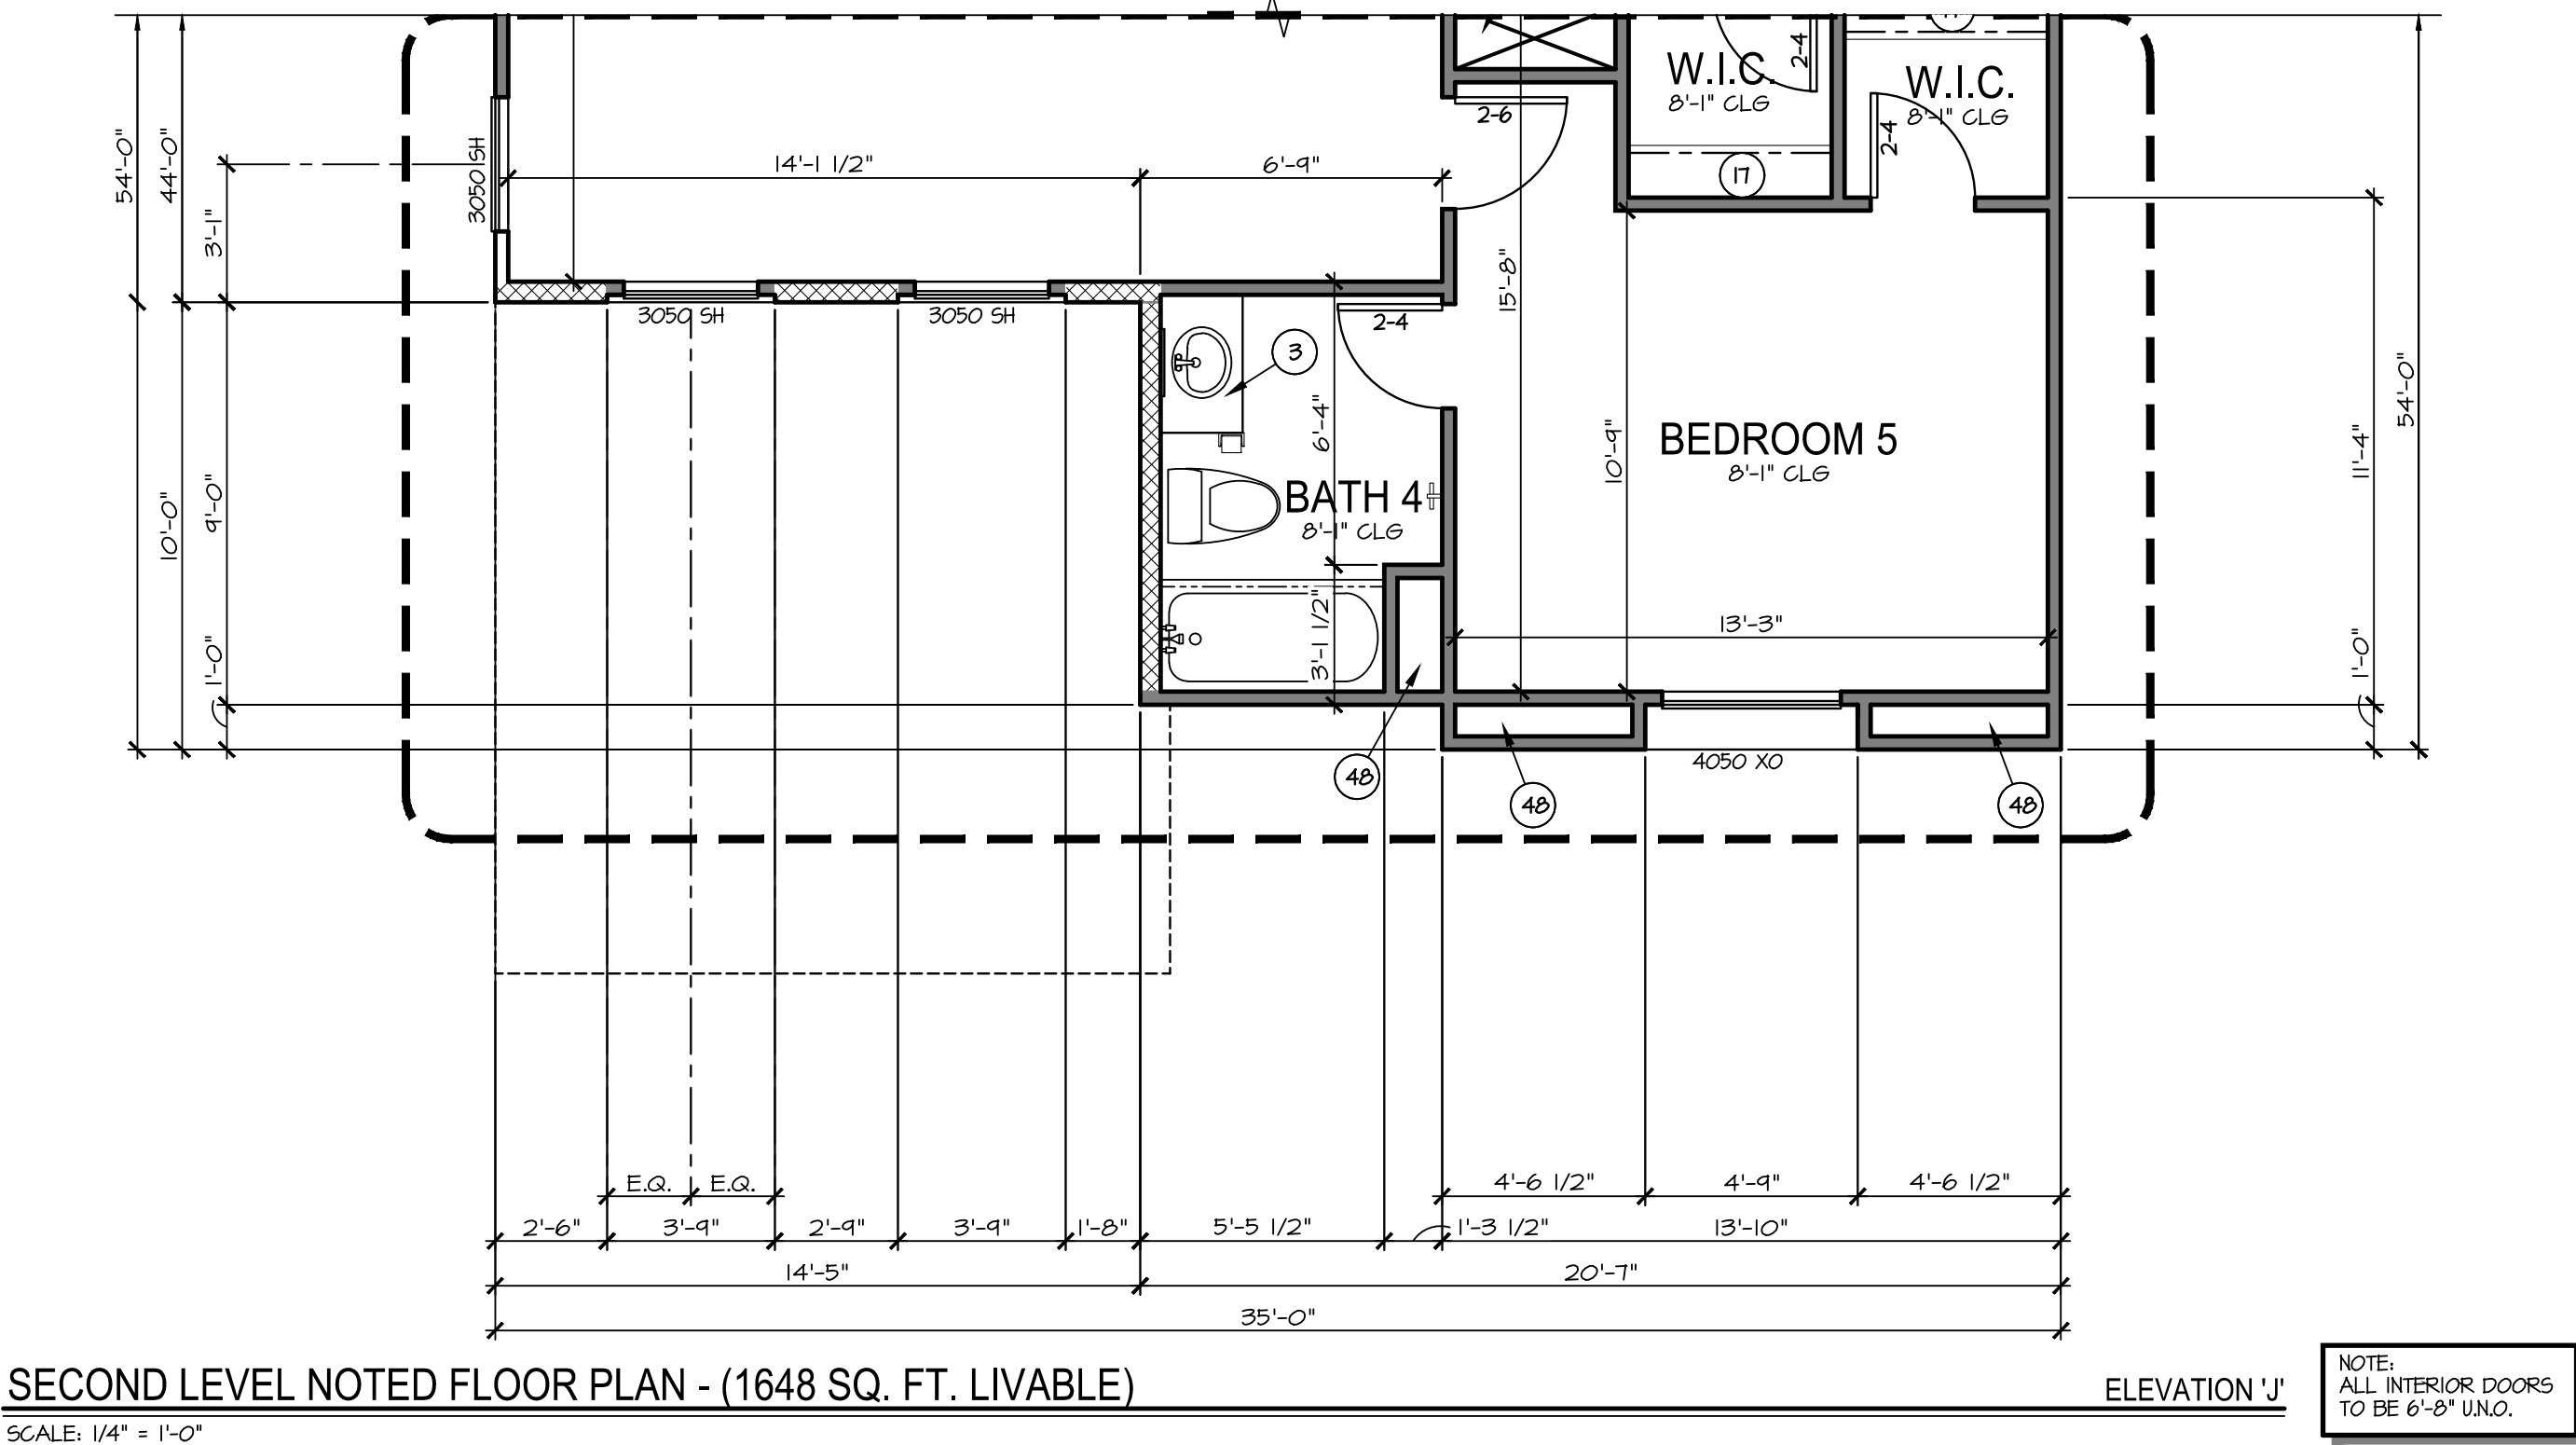 W.I.C.
8'-1" CLG
2-4
W.I.C.
8'-1" CLG
2-4
17
2-6
54'-0"
44'-0"
3'-1"
3050 SH
14'-1 1/2"
6'-9"
15'-8"
3050 SH
3050 SH
2-4
3
6'-4"
10'-9"
BEDROOM 5
8'-1" CLG
BATH 4
8'-1" CLG
54'-0"
11'-4"
10'-0"
9'-0"
1'-0"
3'-1 1/2"
13'-3"
1'-0"
48
48
48
4050 XO
E.Q.
E.Q.
4'-6 1/2"
4'-9"
4'-6 1/2"
2'-6"
3'-9"
2'-9"
3'-9"
1'-8"
5'-5 1/2"
1'-3 1/2"
13'-10"
14'-5"
20'-7"
35'-0"
SECOND LEVEL NOTED FLOOR PLAN - (1648 SQ. FT. LIVABLE)
ELEVATION 'J'
SCALE: 1/4" = 1'-0"
NOTE:
ALL INTERIOR DOORS
TO BE 6'-8" U.N.O.